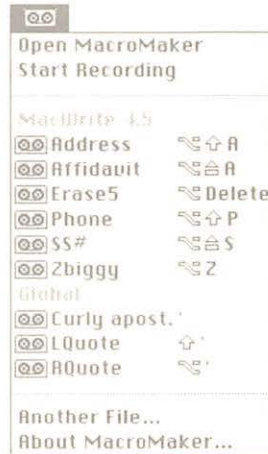 Open MacroMaker
Start Recording
MacWrite 4.5
Address ⌥⇧ A
Affidavit ⌥⇪ A
Erase5 ⌥ Delete
Phone ⌥⇧ P
SS# ⌥⇪ S
Zbiggy ⌥ Z
Global
Curly apost. '
LQuote ⇧ '
RQuote ⌥ '
Another File...
About MacroMaker...